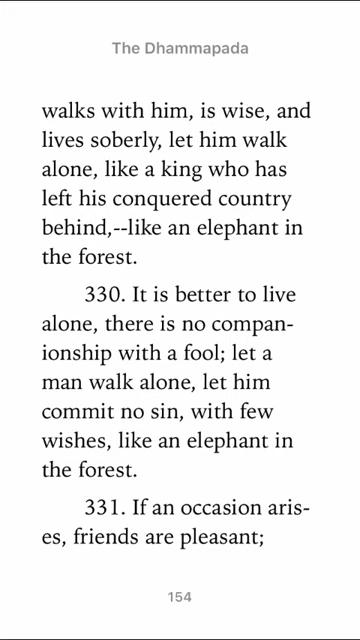 The Dhammapada
walks with him, is wise, and
lives soberly, let him walk
alone, like a king who has
left his conquered country
behind,--like an elephant in
the forest.
330. It is better to live
alone, there is no compan-
ionship with a fool; let a
man walk alone, let him
commit no sin, with few
wishes, like an elephant in
the forest.
331. If an occasion aris-
es, friends are pleasant;
154